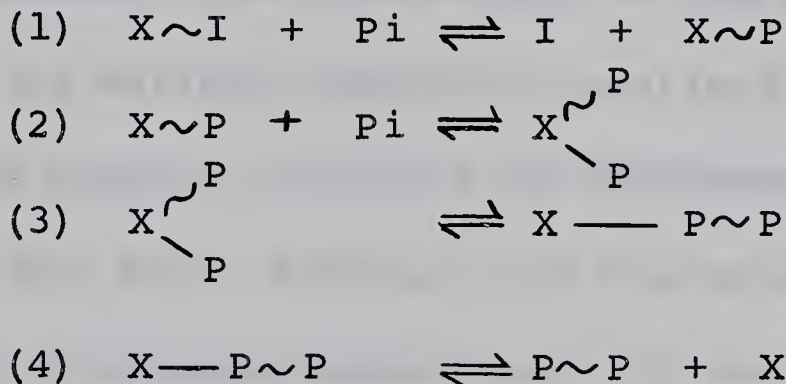 (1) X∼I + Pi ⇌ I + X∼P
P
(2) X∼P + Pi ⇌ X
P
P
(3) X ⇌ X — P∼P
P
(4) X—P∼P ⇌ P∼P + X